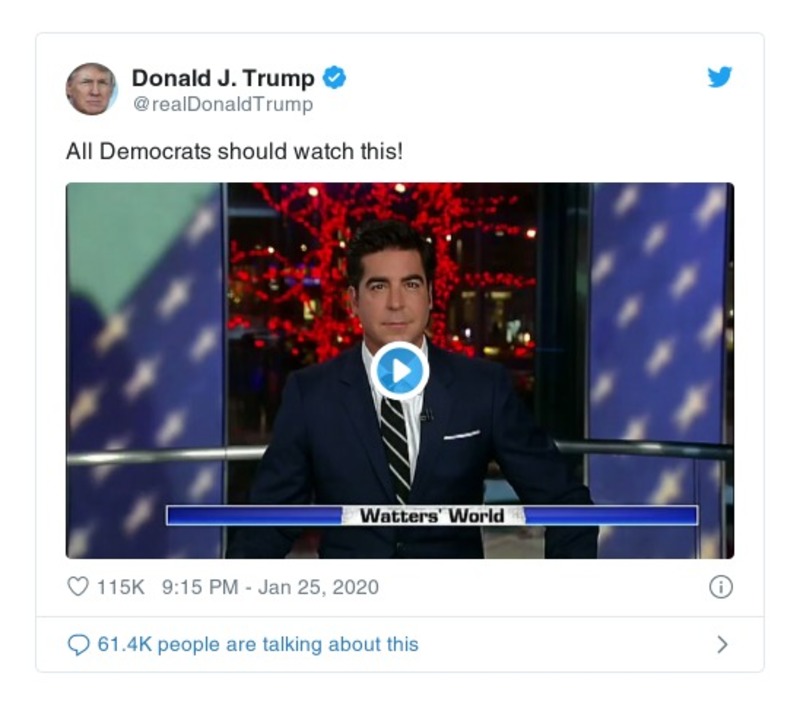 Donald J. Trump
@realDonaldTrump
All Democrats should watch this!
Watters' World
115K 9:15 PM - Jan 25, 2020
61.4K people are talking about this